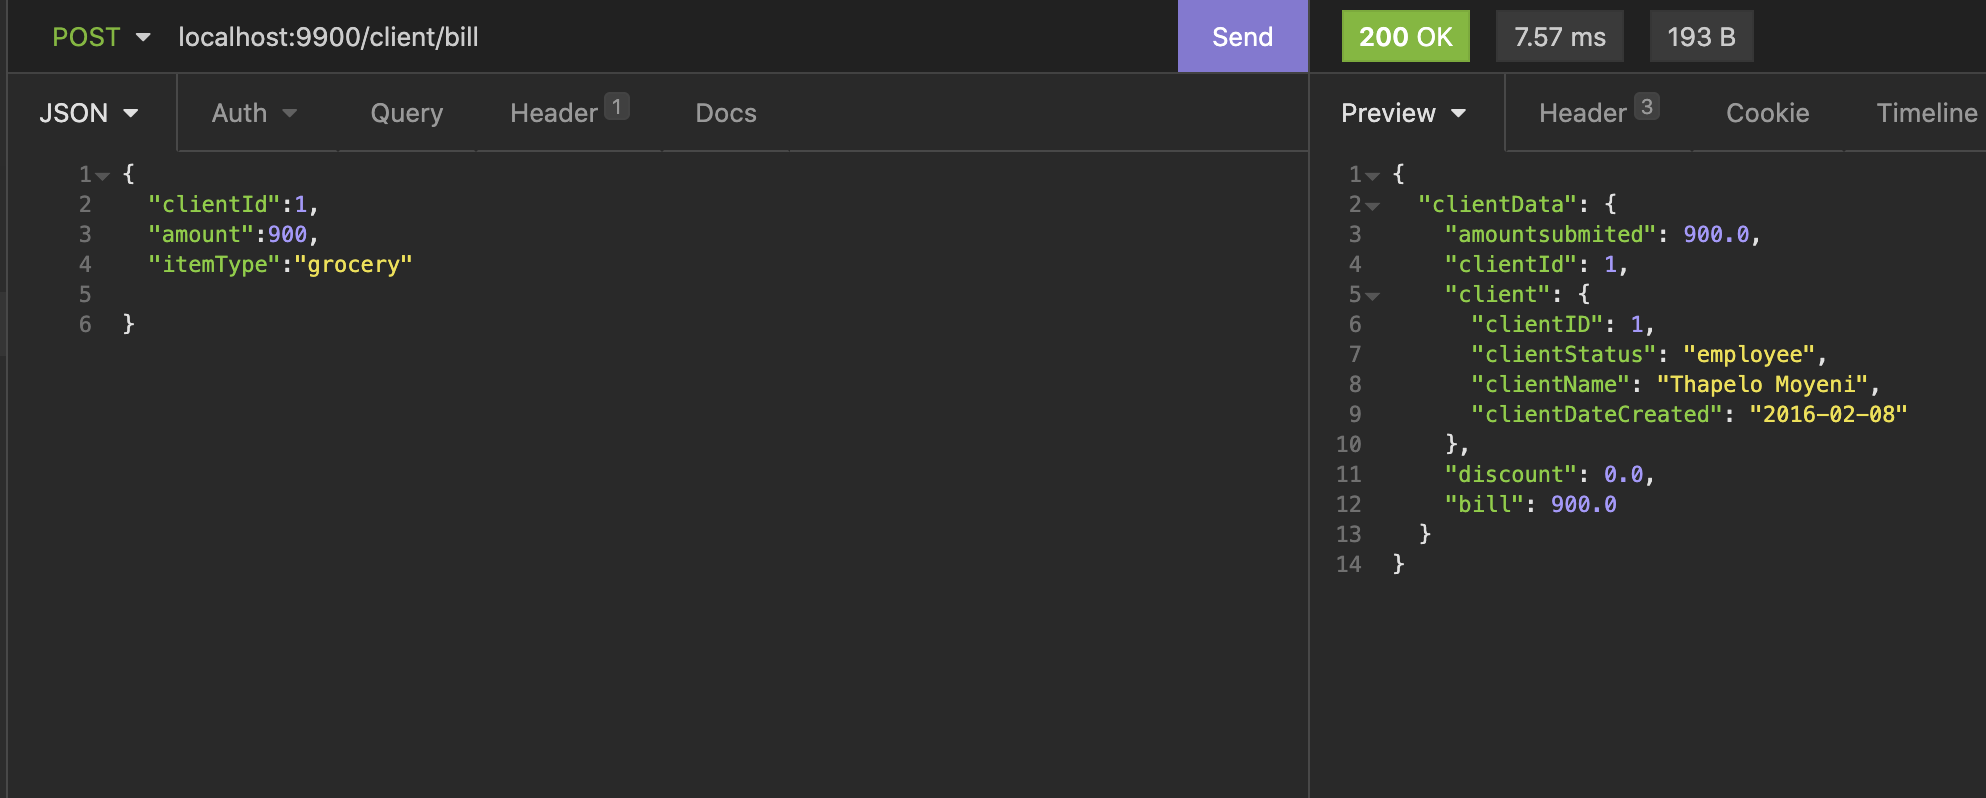 POST localhost:9900/client/bill Send 200 OK 7.57 ms 193 B
JSON Auth Query Header 1 Docs Preview Header 3 Cookie Timeline
1 {
2 "clientId":1,
3 "amount":900,
4 "itemType":"grocery"
5
6 }
1 {
2 "clientData": {
3 "amountsubmited": 900.0,
4 "clientId": 1,
5 "client": {
6 "clientID": 1,
7 "clientStatus": "employee",
8 "clientName": "Thapelo Moyeni",
9 "clientDateCreated": "2016-02-08"
10 },
11 "discount": 0.0,
12 "bill": 900.0
13 }
14 }